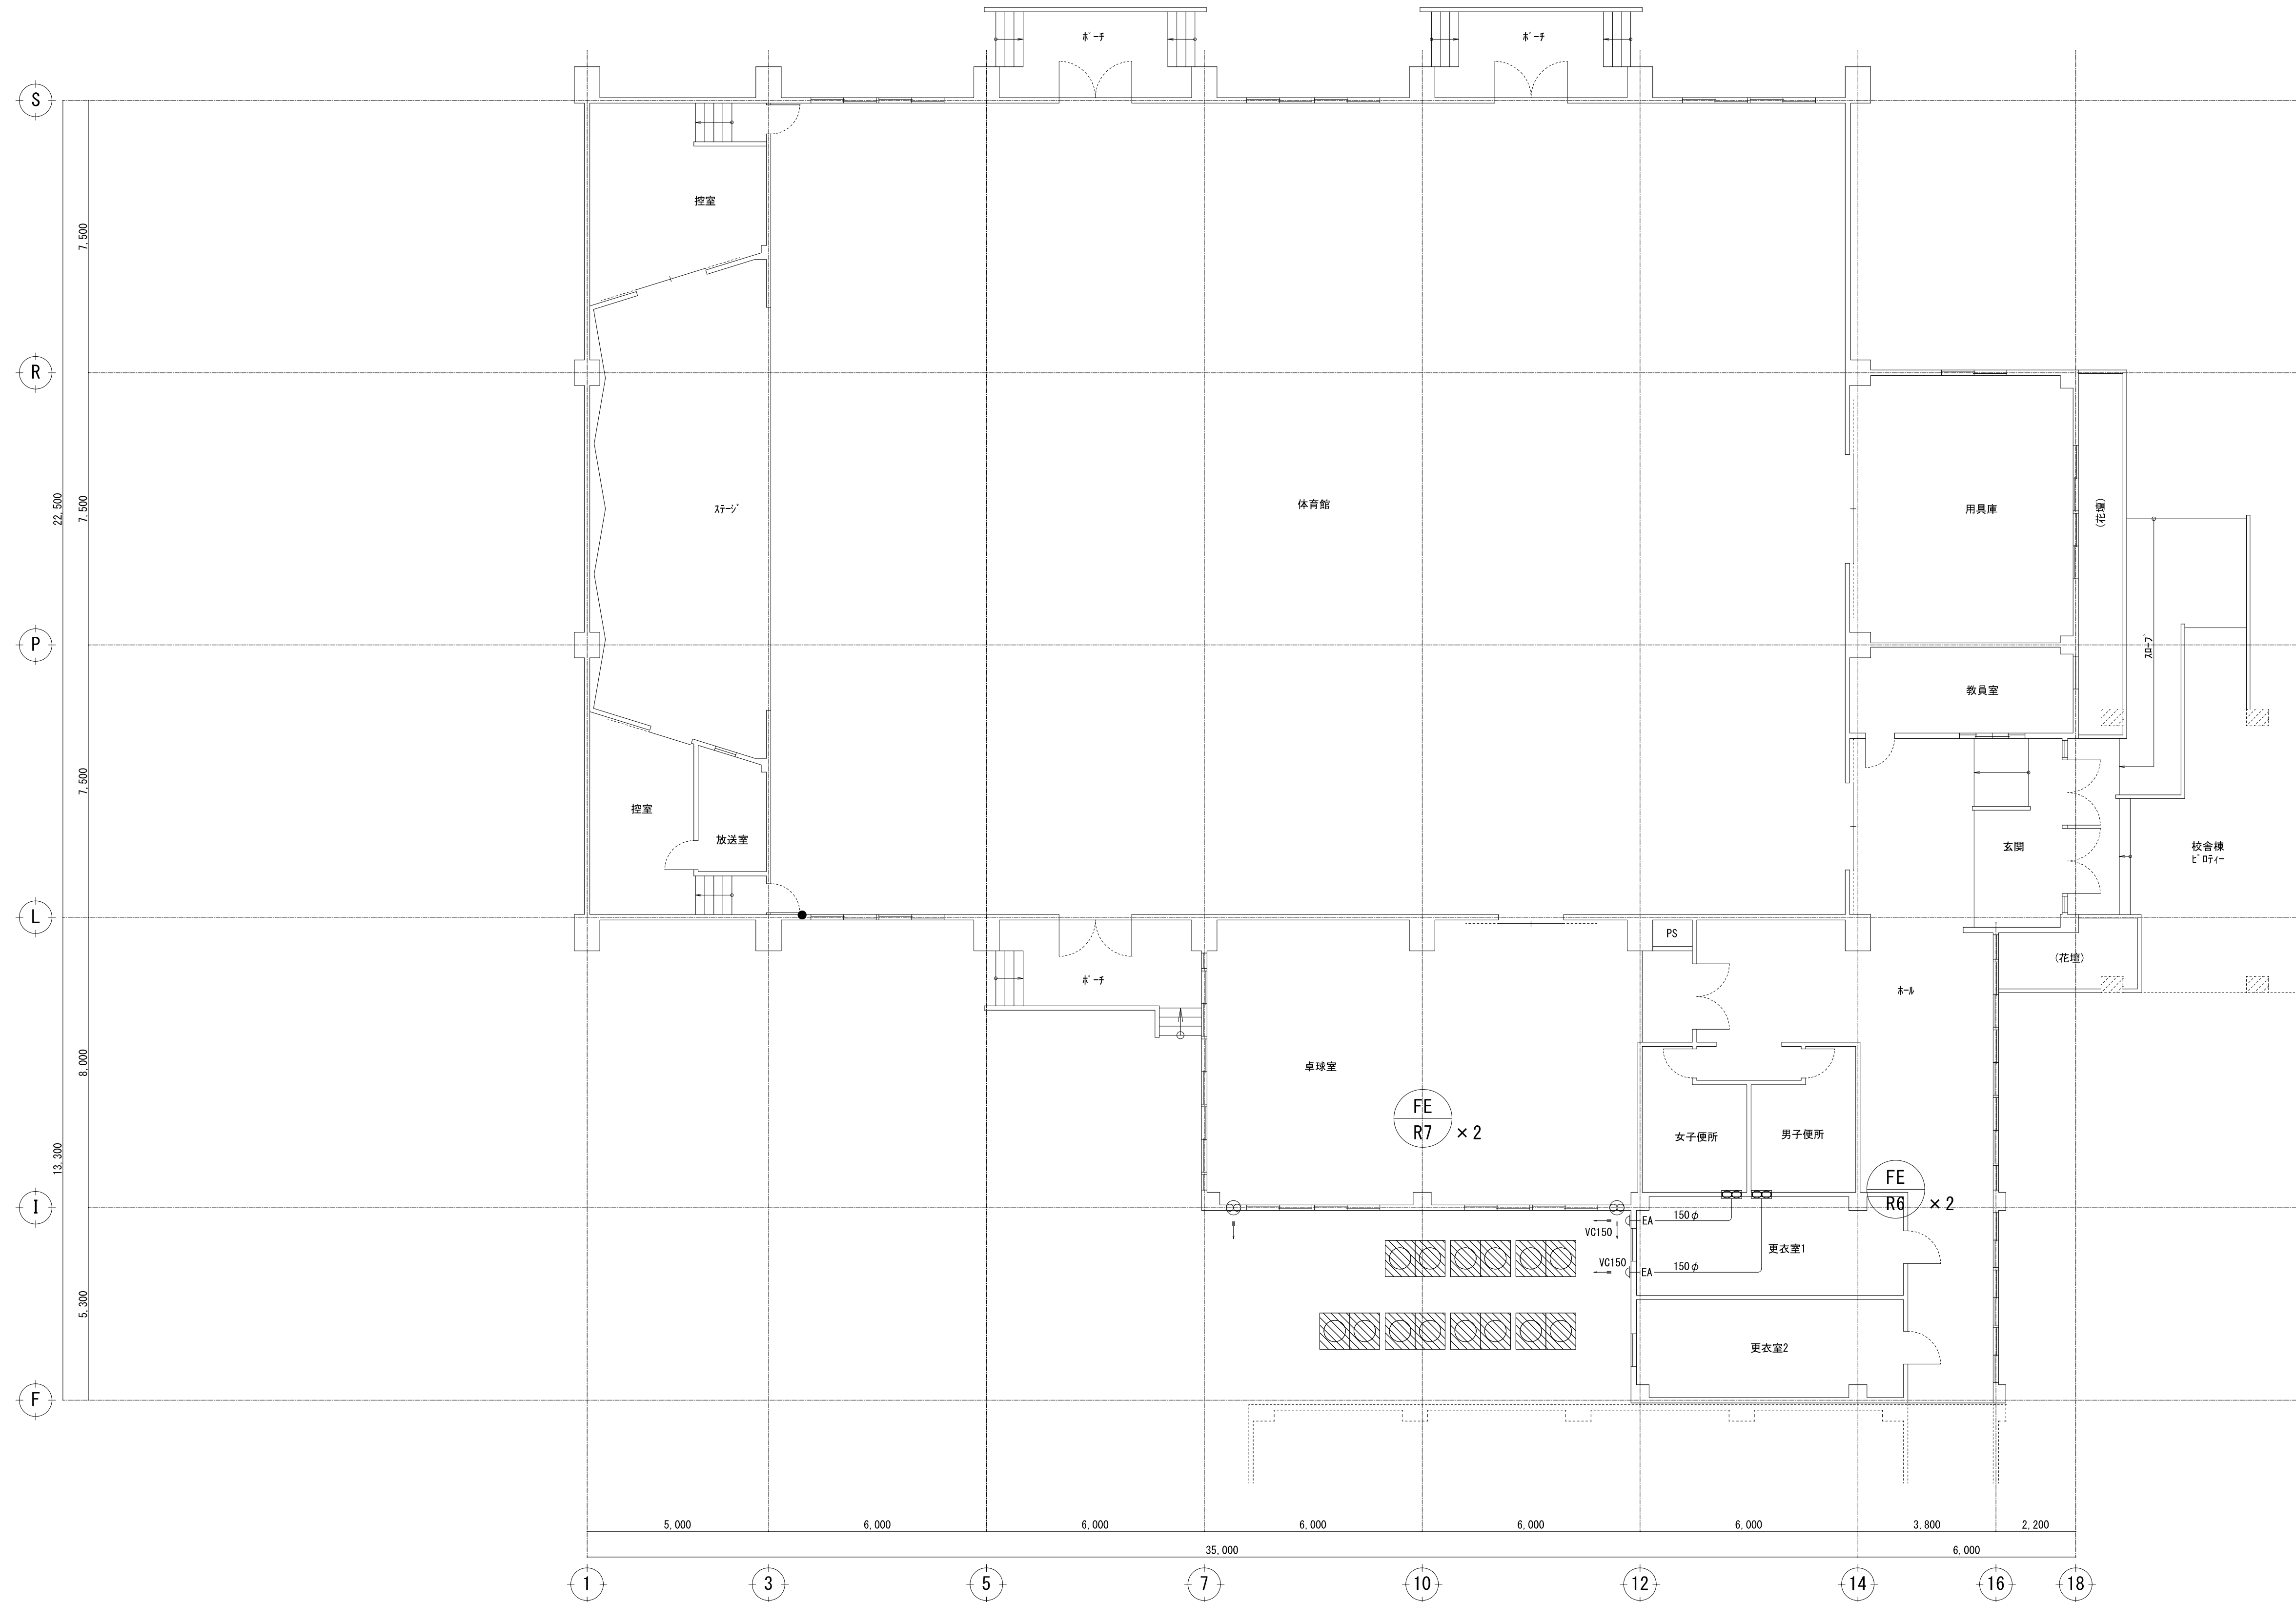 ﾎﾟｰﾁ
ﾎﾟｰﾁ
S
控室
7,500
R
22,500
7,500
ｽﾃｰｼﾞ
体育館
用具庫
(花壇)
P
ｽﾛｰﾌﾟ
教員室
7,500
控室
放送室
玄関
校舎棟
ﾋﾟﾛﾃｨｰ
L
PS
(花壇)
ﾎｰﾙ
ﾎﾟｰﾁ
8,000
卓球室
FE
R7 ×2
女子便所
男子便所
13,300
FE
R6 ×2
I
EA 150φ
VC150
更衣室1
VC150
EA 150φ
5,300
更衣室2
F
5,000
6,000
6,000
6,000
6,000
6,000
3,800
2,200
35,000
6,000
1
3
5
7
10
12
14
16
18